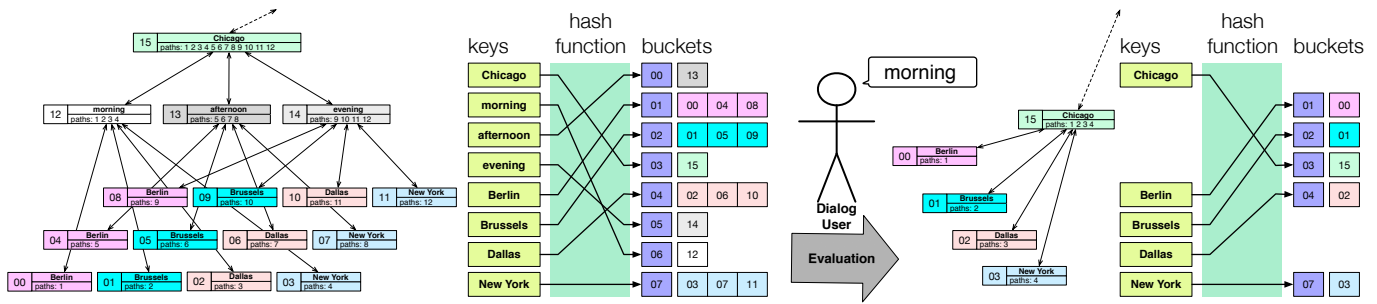 15 Chicago
paths: 1 2 3 4 5 6 7 8 9 10 11 12
12 morning
paths: 1 2 3 4
13 afternoon
paths: 5 6 7 8
14 evening
paths: 9 10 11 12
08 Berlin
paths: 9
09 Brussels
paths: 10
10 Dallas
paths: 11
11 New York
paths: 12
04 Berlin
paths: 5
05 Brussels
paths: 6
06 Dallas
paths: 7
07 New York
paths: 8
00 Berlin
paths: 1
01 Brussels
paths: 2
02 Dallas
paths: 3
03 New York
paths: 4
hash
keys function buckets
Chicago 00 13
morning 01 00 04 08
afternoon 02 01 05 09
evening 03 15
Berlin 04 02 06 10
Brussels 05 14
Dallas 06 12
New York 07 03 07 11
morning
Dialog
User
Evaluation
15 Chicago
paths: 1 2 3 4
00 Berlin
paths: 1
01 Brussels
paths: 2
02 Dallas
paths: 3
03 New York
paths: 4
hash
keys function buckets
Chicago
01 00
02 01
03 15
Berlin 04 02
Brussels
Dallas
New York 07 03